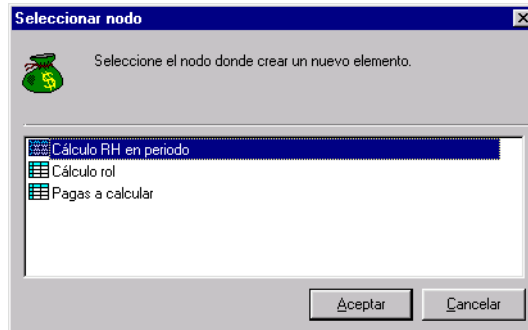 Seleccionar nodo
Seleccione el nodo donde crear un nuevo elemento.
Cálculo RH en periodo
Cálculo rol
Pagas a calcular
Aceptar
Cancelar